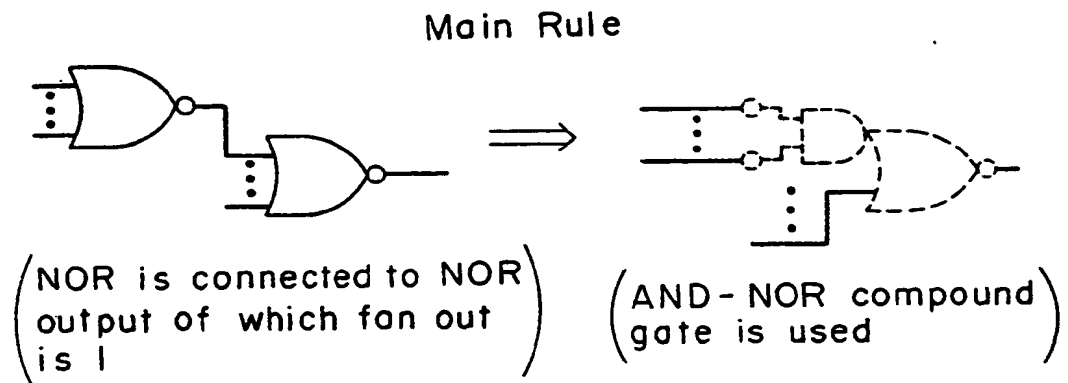 Main Rule
NOR is connected to NOR
output of which fan out
is 1
AND-NOR compound
gate is used